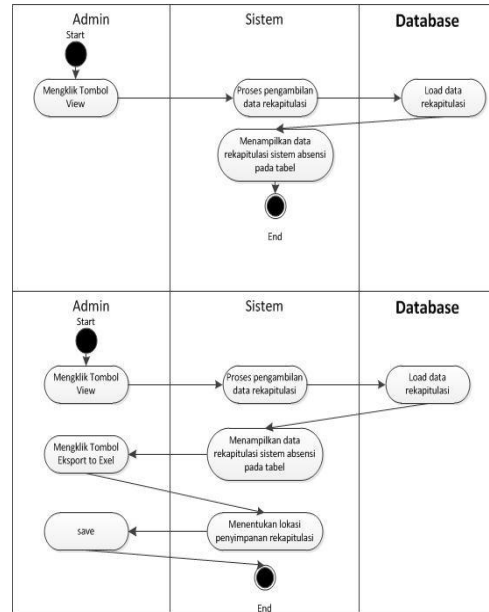 Admin
Sistem
Database
Start
Mengklik Tombol
View
Proses pengambilan
data rekapitulasi
Load data
rekapitulasi
Menampilkan data
rekapitulasi sistem absensi
pada tabel
End
Admin
Sistem
Database
Start
Mengklik Tombol
View
Proses pengambilan
data rekapitulasi
Load data
rekapitulasi
Mengklik Tombol
Eksport to Exel
Menampilkan data
rekapitulasi sistem absensi
pada tabel
save
Menentukan lokasi
penyimpanan rekapitulasi
End